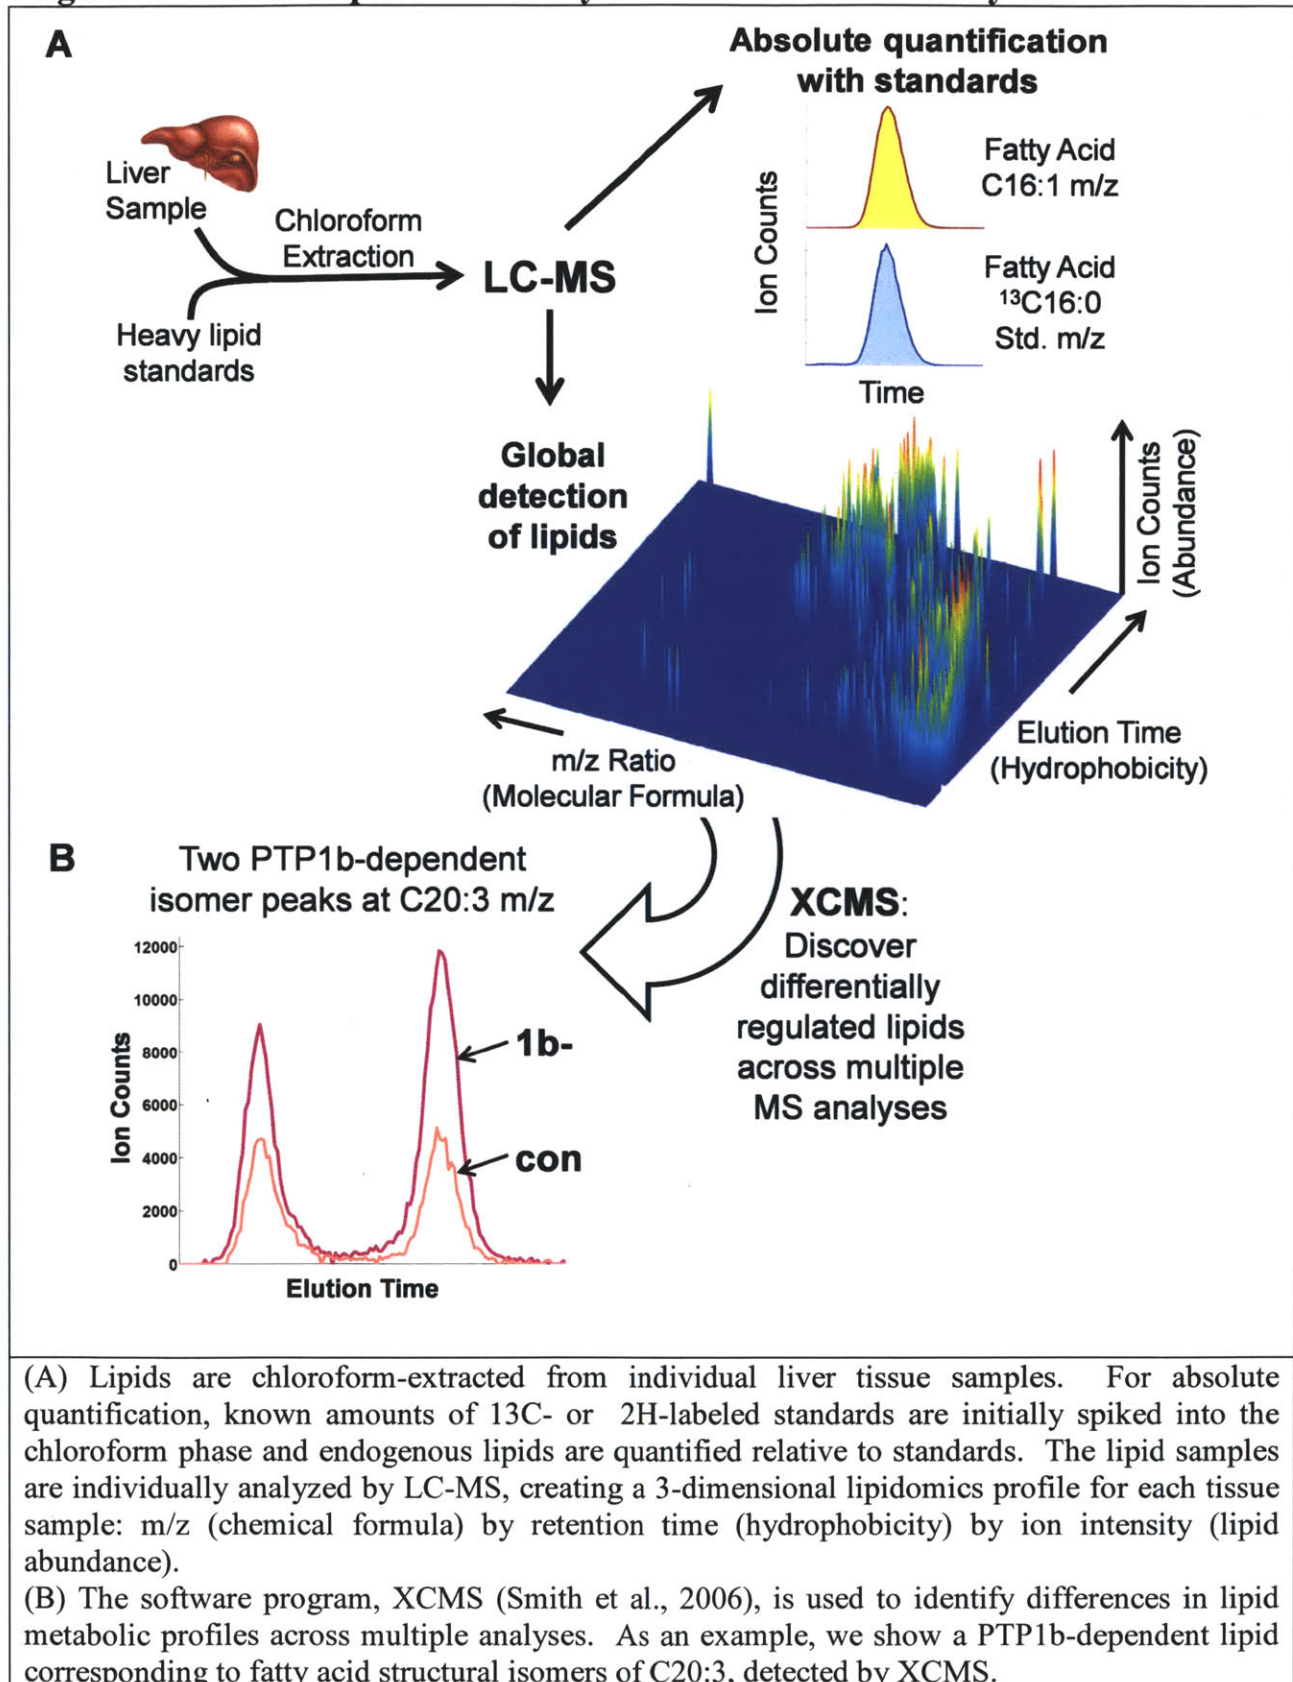 A
Absolute quantification
with standards
Liver
Sample
Chloroform
Extraction
Heavy lipid
standards
LC-MS
Ion Counts
Fatty Acid
C16:1 m/z
Fatty Acid
¹³C16:0
Std. m/z
Time
Global
detection
of lipids
Ion Counts
(Abundance)
Elution Time
(Hydrophobicity)
m/z Ratio
(Molecular Formula)
B
Two PTP1b-dependent
isomer peaks at C20:3 m/z
XCMS:
Discover
differentially
regulated lipids
across multiple
MS analyses
Ion Counts
12000
10000
8000
6000
4000
2000
0
1b-
con
Elution Time
(A) Lipids are chloroform-extracted from individual liver tissue samples. For absolute
quantification, known amounts of 13C- or 2H-labeled standards are initially spiked into the
chloroform phase and endogenous lipids are quantified relative to standards. The lipid samples
are individually analyzed by LC-MS, creating a 3-dimensional lipidomics profile for each tissue
sample: m/z (chemical formula) by retention time (hydrophobicity) by ion intensity (lipid
abundance).
(B) The software program, XCMS (Smith et al., 2006), is used to identify differences in lipid
metabolic profiles across multiple analyses. As an example, we show a PTP1b-dependent lipid
corresponding to fatty acid structural isomers of C20:3, detected by XCMS.